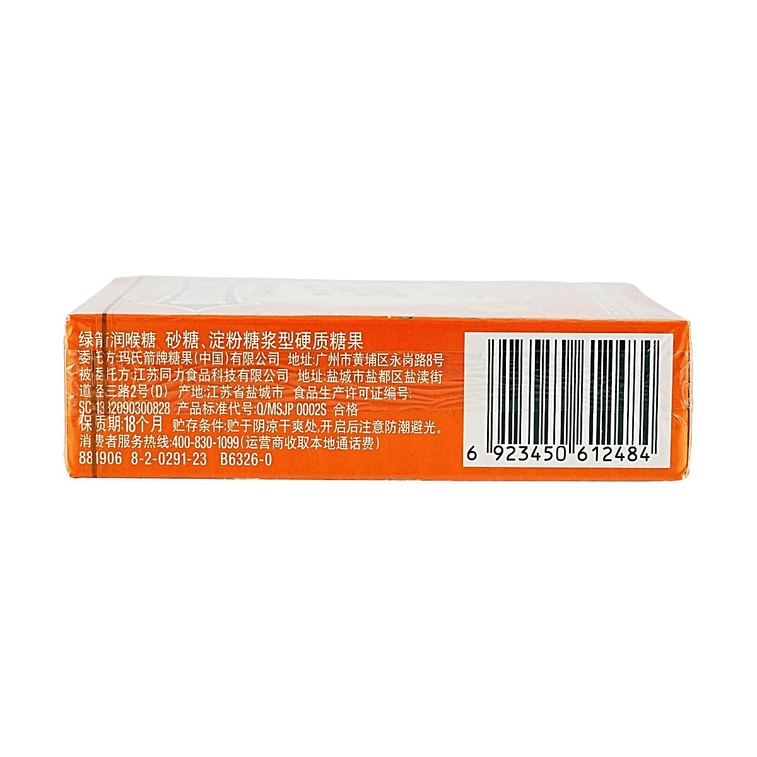 绿箭润喉糖 砂糖、淀粉糖浆型硬质糖果
委托方:玛氏箭牌糖果(中国)有限公司 地址:广州市黄埔区永岗路8号
被委托方:江苏同力食品科技有限公司 地址:盐城市盐都区盐渎街
道经三路2号(D) 产地:江苏省盐城市 食品生产许可证编号:
SC 产品标准代号:Q/MSJP 0002S 合格
保质期:18个月 贮存条件:贮于阴凉干爽处,开启后注意防潮避光。
消费者服务热线:400-830-1099(运营商收取本地通话费)
881906 8-2-0291-23 B6326-0
6 923450 612484